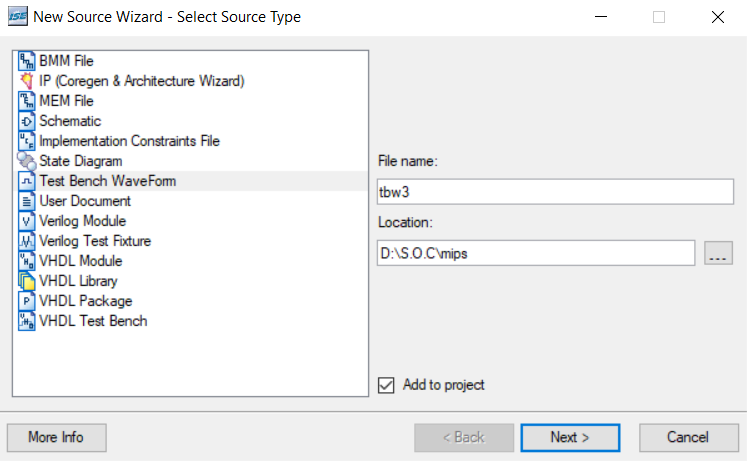 ISE New Source Wizard - Select Source Type
BMM File
IP (Coregen & Architecture Wizard)
MEM File
Schematic
Implementation Constraints File
State Diagram
Test Bench WaveForm
User Document
Verilog Module
Verilog Test Fixture
VHDL Module
VHDL Library
VHDL Package
VHDL Test Bench
File name:
tbw3
Location:
D:\S.O.C\mips
...
Add to project
More Info
< Back
Next >
Cancel